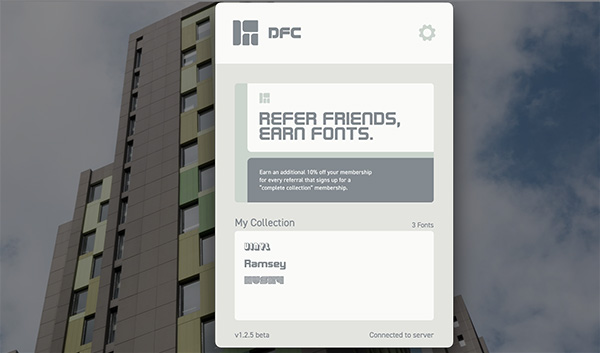 DFC
REFER FRIENDS,
EARN FONTS.
Earn an additional 10% off your membership
for every referral that signs up for a
"complete collection" membership.
My Collection
3 Fonts
VINYL
Ramsey
v1.2.5 beta
Connected to server